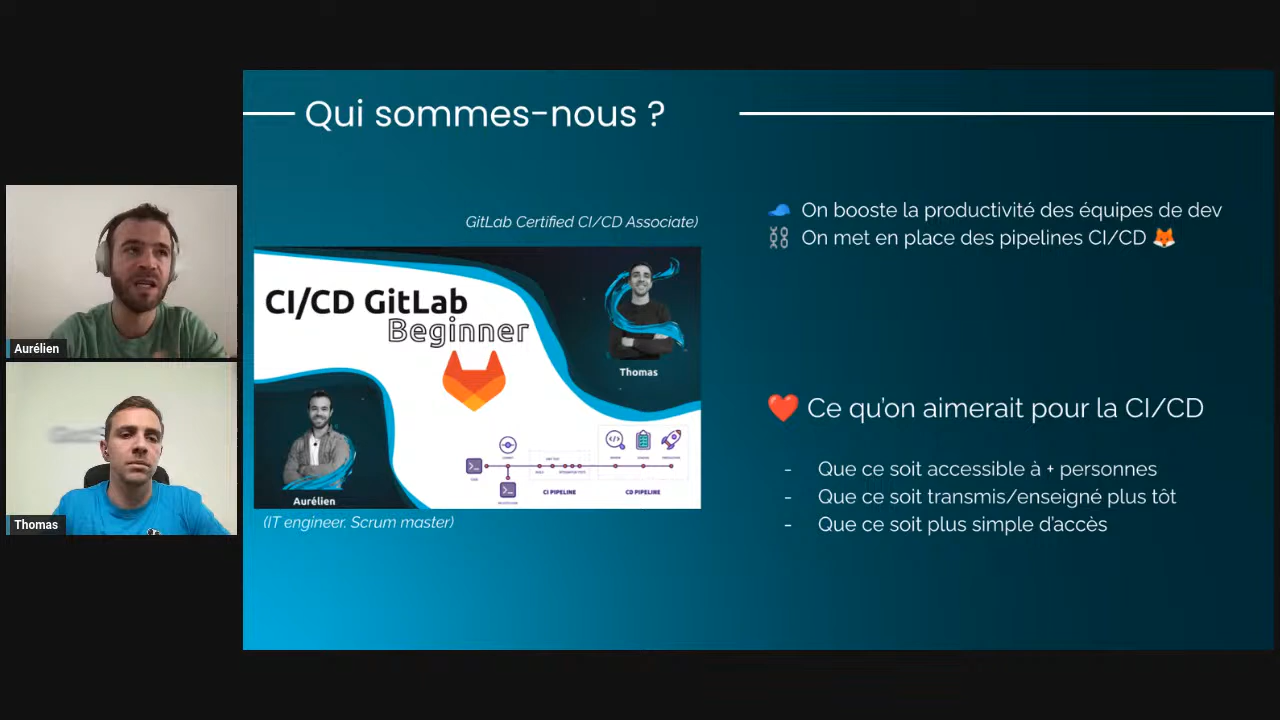 Qui sommes-nous ?
GitLab Certified CI/CD Associate)
CI/CD GitLab
Beginner
Thomas
Aurélien
CI PIPELINE
CD PIPELINE
(IT engineer. Scrum master)
On booste la productivité des équipes de dev
On met en place des pipelines CI/CD
Ce qu'on aimerait pour la CI/CD
- Que ce soit accessible à + personnes
- Que ce soit transmis/enseigné plus tôt
- Que ce soit plus simple d'accès
Aurélien
Thomas